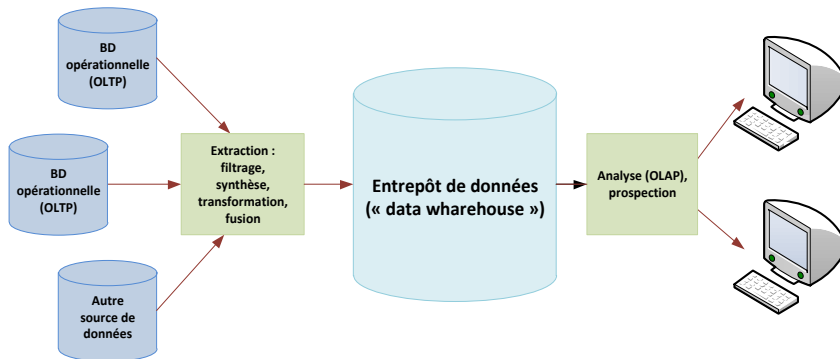 BD
opérationnelle
(OLTP)
BD
opérationnelle
(OLTP)
Autre
source de
données
Extraction :
filtrage,
synthèse,
transformation,
fusion
Entrepôt de données
(« data wharehouse »)
Analyse (OLAP),
prospection